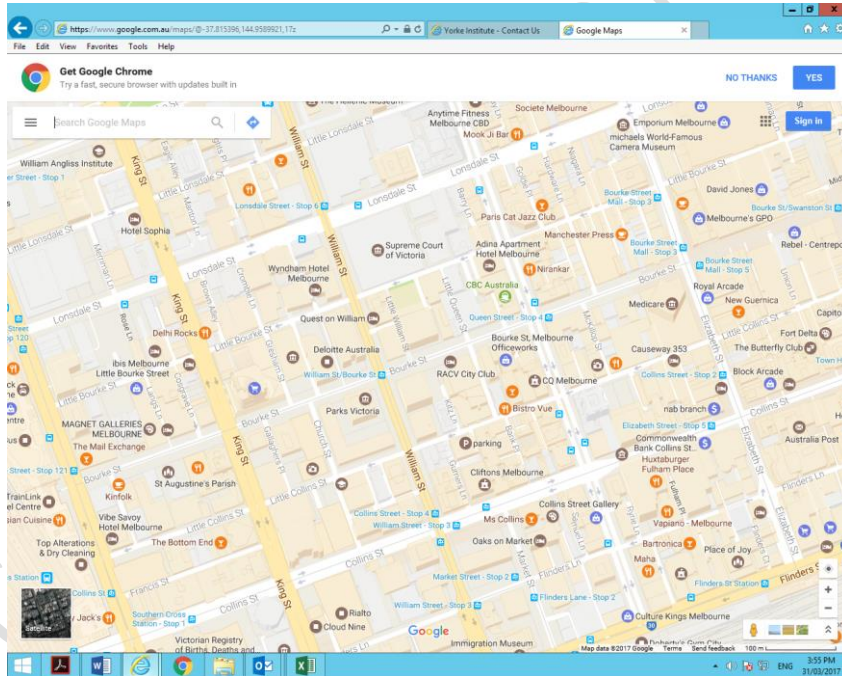 https://www.google.com.au/maps/@-37.815396,144.9589921,17z
Yorke Institute - Contact Us
Google Maps
File Edit View Favorites Tools Help
Get Google Chrome
Try a fast, secure browser with updates built in
NO THANKS
YES
Search Google Maps
Sign in
Anytime Fitness
Melbourne CBD
Societe Melbourne
Mook Ji Bar
Emporium Melbourne
michaels World-Famous
Camera Museum
William Angliss Institute
Little Lonsdale St
King St
William St
Lonsdale St
Little Bourke St
Lonsdale Street - Stop 6
Bourke Street
Mall - Stop 3
David Jones
Bourke St/Swanston St
Hotel Sophia
Paris Cat Jazz Club
Melbourne's GPO
Manchester Press
Supreme Court
of Victoria
Adina Apartment
Hotel Melbourne
Bourke Street
Mall - Stop 3
Rebel - Centrepo
Wyndham Hotel
Melbourne
Nirankar
Bourke Street
Mall - Stop 5
CBC Australia
Bourke St
Royal Arcade
New Guernica
Medicare
Quest on William
Queen Street - Stop 4
Delhi Rocks
Deloitte Australia
Bourke St, Melbourne
Officeworks
Causeway 353
Fort Delta
The Butterfly Club
ibis Melbourne
Little Bourke Street
William St/Bourke St
RACV City Club
Collins Street - Stop 2
Block Arcade
CQ Melbourne
Parks Victoria
Bistro Vue
nab branch
Collins St
MAGNET GALLERIES
MELBOURNE
The Mail Exchange
Elizabeth Street - Stop 5
Elizabeth St
parking
Commonwealth
Bank Collins St...
Australia Post
Huxtaburger
Fulham Place
Street - Stop 121
St Augustine's Parish
Cliftons Melbourne
Kinfolk
Little Collins St
Collins Street - Stop 4
William Street - Stop 3
Collins Street Gallery
Vibe Savoy
Hotel Melbourne
Ms Collins
Vapiano - Melbourne
Top Alterations
& Dry Cleaning
The Bottom End
Oaks on Market
Bartronica
Place of Joy
Maha
Market Street - Stop 2
Flinders St Station
Francis St
Flinders Lane - Stop 2
Southern Cross
Station - Stop 1
William Street - Stop 3
Rialto
Cloud Nine
Culture Kings Melbourne
Satellite
Google
Victorian Registry
of Births, Deaths and
Immigration Museum
Map data ©2017 Google Terms Send feedback 100 m
ENG
3:55 PM
31/03/2017